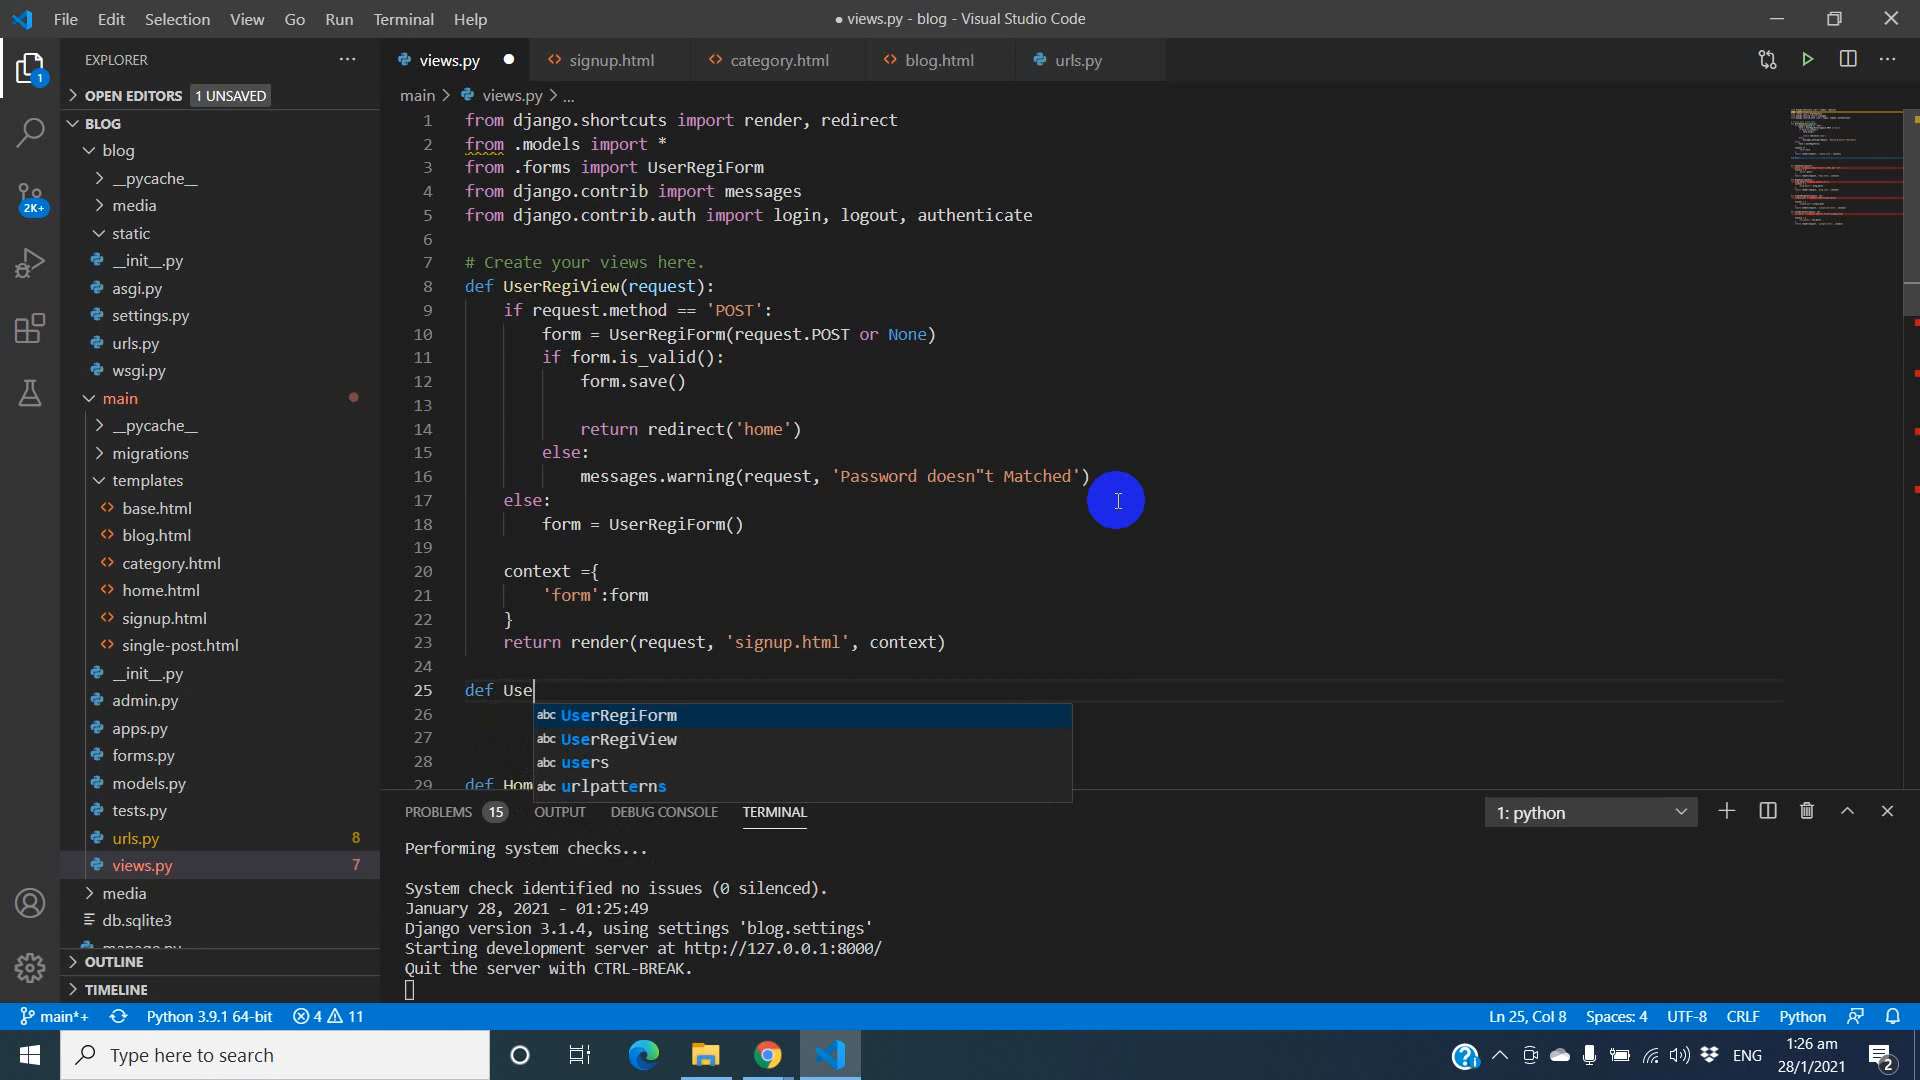 File Edit Selection View Go Run Terminal Help
● views.py - blog - Visual Studio Code
EXPLORER
OPEN EDITORS 1 UNSAVED
BLOG
blog
__pycache__
media
static
__init__.py
asgi.py
settings.py
urls.py
wsgi.py
main
__pycache__
migrations
templates
base.html
blog.html
category.html
home.html
signup.html
single-post.html
__init__.py
admin.py
apps.py
forms.py
models.py
tests.py
urls.py 8
views.py 7
media
db.sqlite3
manage.py
OUTLINE
TIMELINE
1
2K+
views.py signup.html category.html blog.html urls.py
main > views.py > ...
1 from django.shortcuts import render, redirect
2 from .models import *
3 from .forms import UserRegiForm
4 from django.contrib import messages
5 from django.contrib.auth import login, logout, authenticate
6
7 # Create your views here.
8 def UserRegiView(request):
9 if request.method == 'POST':
10 form = UserRegiForm(request.POST or None)
11 if form.is_valid():
12 form.save()
13
14 return redirect('home')
15 else:
16 messages.warning(request, 'Password doesn"t Matched')
17 else:
18 form = UserRegiForm()
19
20 context ={
21 'form':form
22 }
23 return render(request, 'signup.html', context)
24
25 def Use
26
27
28
29 def Hom
abc UserRegiForm
abc UserRegiView
abc users
abc urlpatterns
PROBLEMS 15 OUTPUT DEBUG CONSOLE TERMINAL
1: python
Performing system checks...
System check identified no issues (0 silenced).
January 28, 2021 - 01:25:49
Django version 3.1.4, using settings 'blog.settings'
Starting development server at http://127.0.0.1:8000/
Quit the server with CTRL-BREAK.
main*+ Python 3.9.1 64-bit 4 11
Ln 25, Col 8 Spaces: 4 UTF-8 CRLF Python
Type here to search
ENG
1:26 am
28/1/2021
2